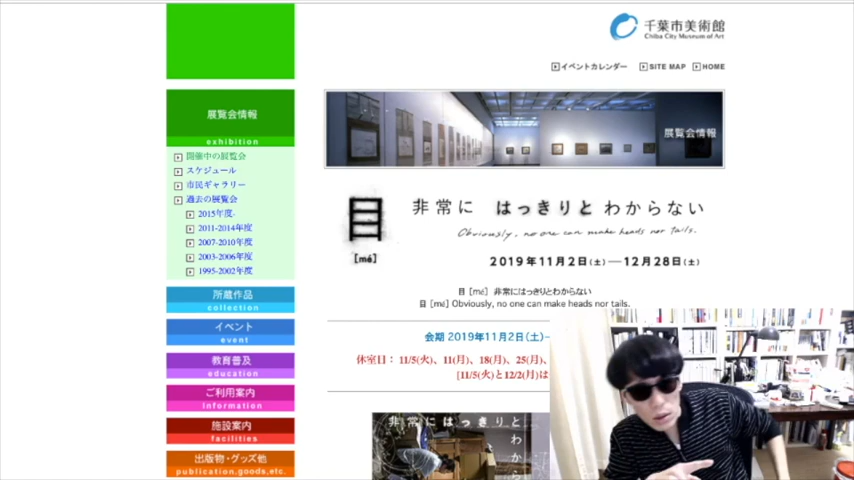 千葉市美術館
Chiba City Museum of Art
イベントカレンダー SITE MAP HOME
展覧会情報
exhibition
開催中の展覧会
スケジュール
市民ギャラリー
過去の展覧会
2015年度-
2011-2014年度
2007-2010年度
2003-2006年度
1995-2002年度
所蔵作品
collection
イベント
event
教育普及
education
ご利用案内
information
施設案内
facilities
出版物・グッズ他
publication,goods,etc.
展覧会情報
目
[mé]
非常に はっきりと わからない
Obviously, no one can make heads nor tails.
2019年11月2日(土)—12月28日(土)
目 [mé] 非常にはっきりとわからない
目 [mé] Obviously, no one can make heads nor tails.
会期 2019年11月2日(土)-
休室日： 11/5(火)、11(月)、18(月)、25(月)、
[11/5(火)と12/2(月)は
非常にはっきりと
わから